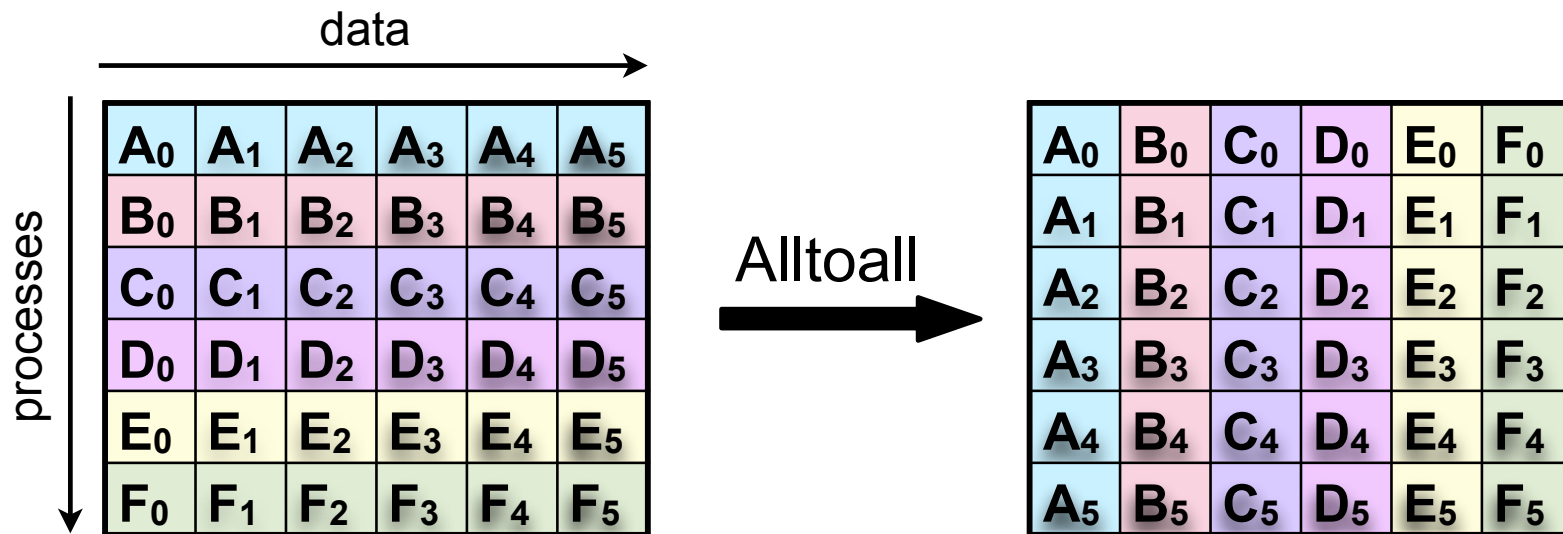 data
processes
A0 A1 A2 A3 A4 A5
B0 B1 B2 B3 B4 B5
C0 C1 C2 C3 C4 C5
D0 D1 D2 D3 D4 D5
E0 E1 E2 E3 E4 E5
F0 F1 F2 F3 F4 F5
Alltoall
A0 B0 C0 D0 E0 F0
A1 B1 C1 D1 E1 F1
A2 B2 C2 D2 E2 F2
A3 B3 C3 D3 E3 F3
A4 B4 C4 D4 E4 F4
A5 B5 C5 D5 E5 F5